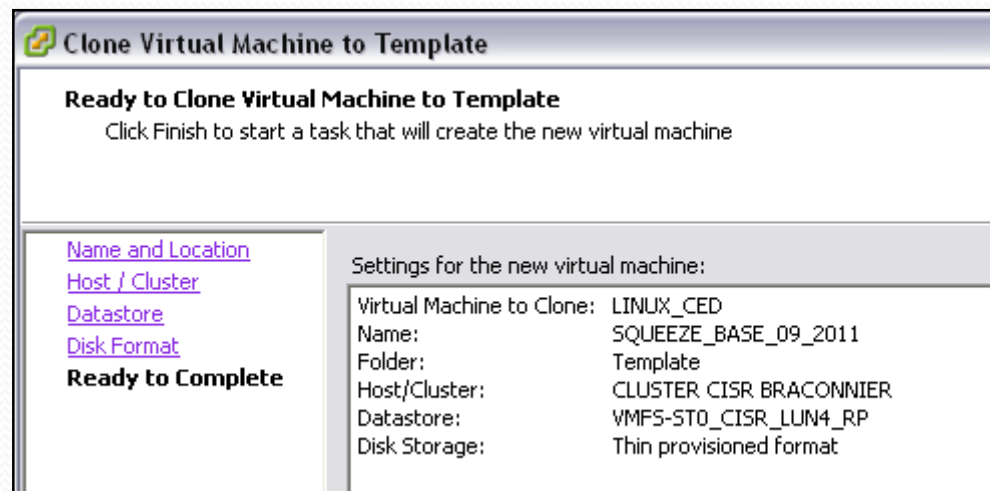 Clone Virtual Machine to Template
Ready to Clone Virtual Machine to Template
Click Finish to start a task that will create the new virtual machine
Name and Location
Host / Cluster
Datastore
Disk Format
Ready to Complete
Settings for the new virtual machine:
Virtual Machine to Clone: LINUX_CED
Name: SQUEEZE_BASE_09_2011
Folder: Template
Host/Cluster: CLUSTER CISR BRACONNIER
Datastore: VMFS-ST0_CISR_LUN4_RP
Disk Storage: Thin provisioned format